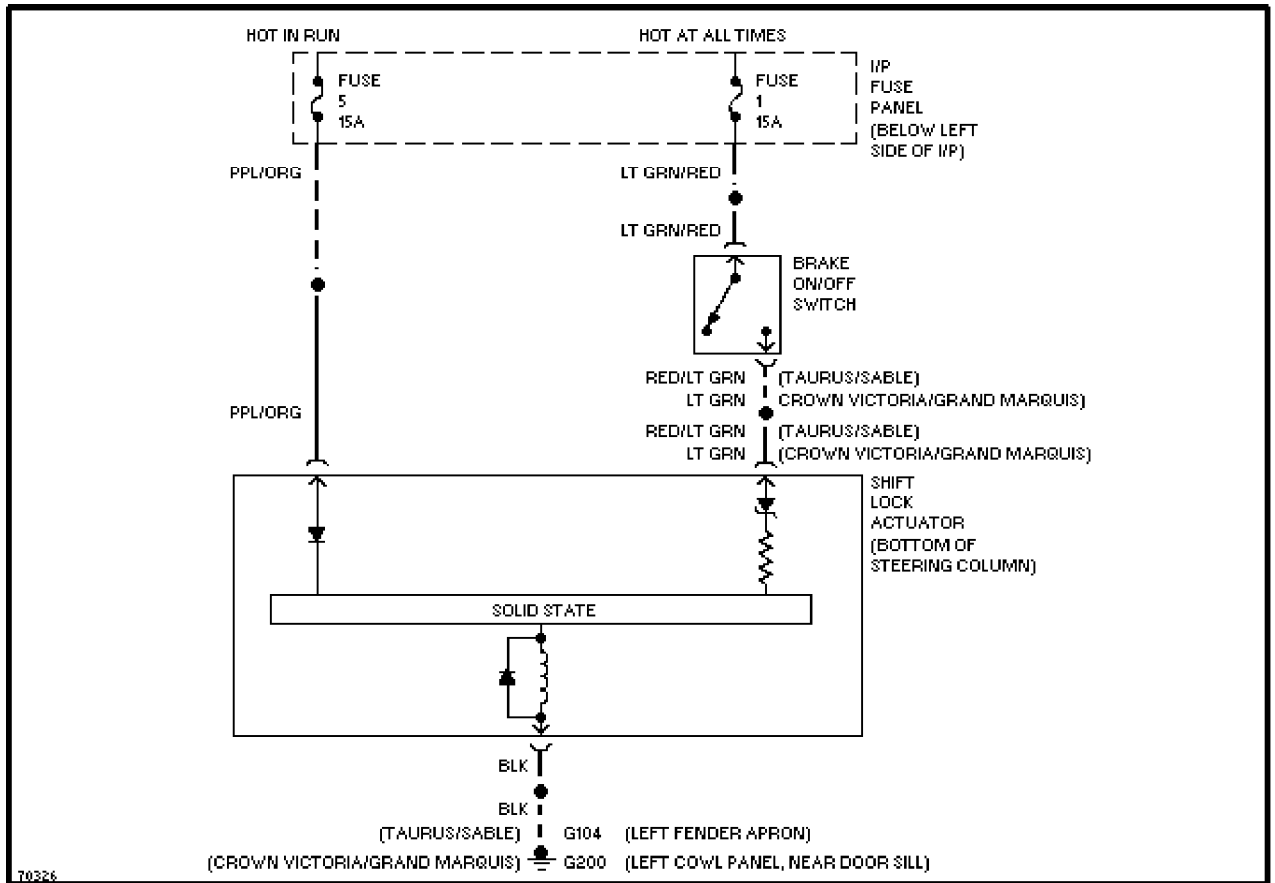 HOT IN RUN
HOT AT ALL TIMES
FUSE
5
15A
FUSE
1
15A
I/P
FUSE
PANEL
(BELOW LEFT
SIDE OF I/P)
PPL/ORG
LT GRN/RED
LT GRN/RED
BRAKE
ON/OFF
SWITCH
RED/LT GRN (TAURUS/SABLE)
LT GRN CROWN VICTORIA/GRAND MARQUIS)
PPL/ORG
RED/LT GRN (TAURUS/SABLE)
LT GRN (CROWN VICTORIA/GRAND MARQUIS)
SHIFT
LOCK
ACTUATOR
(BOTTOM OF
STEERING COLUMN)
SOLID STATE
BLK
BLK
(TAURUS/SABLE) G104 (LEFT FENDER APRON)
(CROWN VICTORIA/GRAND MARQUIS) G200 (LEFT COWL PANEL, NEAR DOOR SILL)
70326